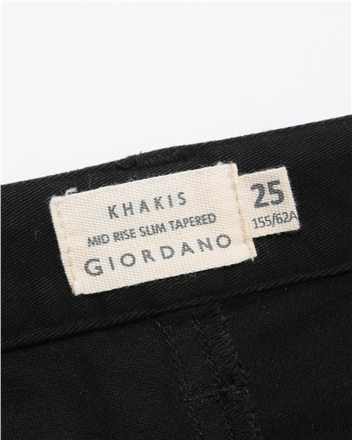 KHAKIS
MID RISE SLIM TAPERED
GIORDANO
25
155/62A